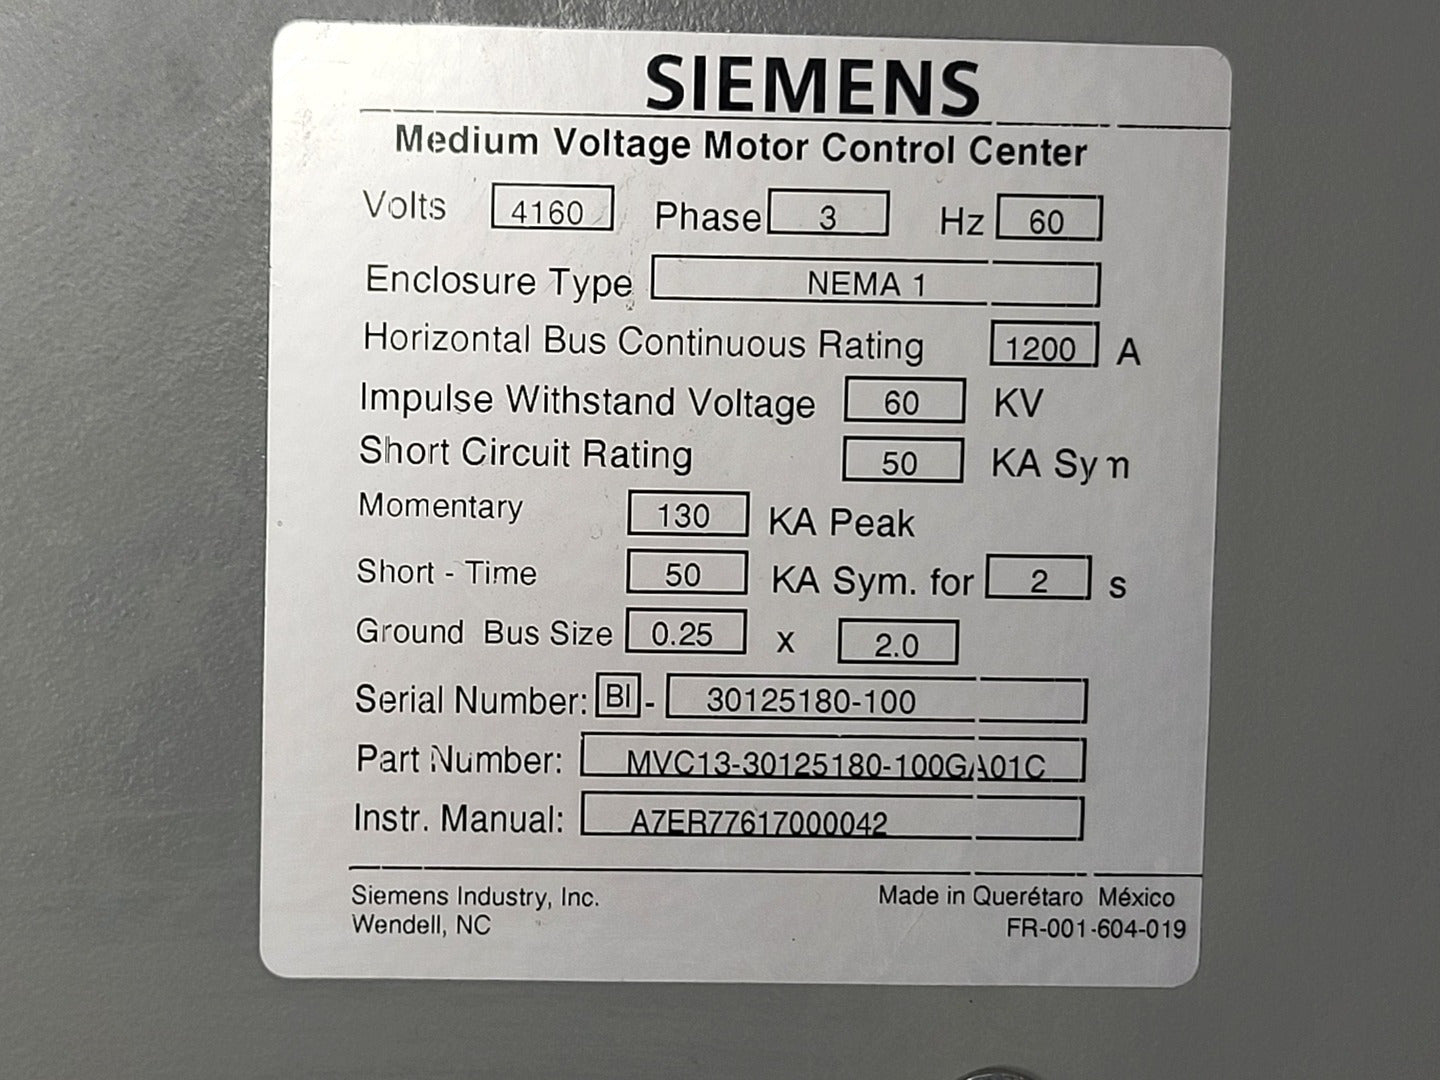 SIEMENS
Medium Voltage Motor Control Center
Volts 4160 Phase 3 Hz 60
Enclosure Type NEMA 1
Horizontal Bus Continuous Rating 1200 A
Impulse Withstand Voltage 60 KV
Short Circuit Rating 50 KA Sym
Momentary 130 KA Peak
Short - Time 50 KA Sym. for 2 s
Ground Bus Size 0.25 x 2.0
Serial Number: BI - 30125180-100
Part Number: MVC13-30125180-100GA01C
Instr. Manual: A7ER77617000042
Siemens Industry, Inc. Made in Querétaro México
Wendell, NC FR-001-604-019